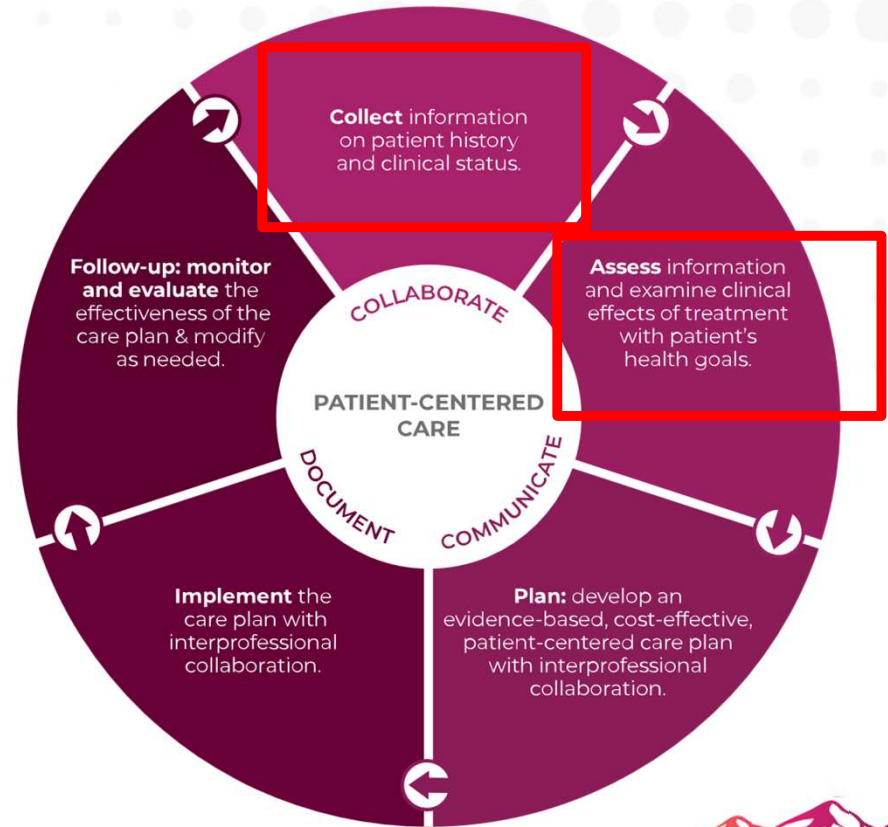 Collect information
on patient history
and clinical status.
Assess information
and examine clinical
effects of treatment
with patient's
health goals.
Plan: develop an
evidence-based, cost-effective,
patient-centered care plan
with interprofessional
collaboration.
Implement the
care plan with
interprofessional
collaboration.
Follow-up: monitor
and evaluate the
effectiveness of the
care plan & modify
as needed.
COLLABORATE
PATIENT-CENTERED
CARE
COMMUNICATE
DOCUMENT